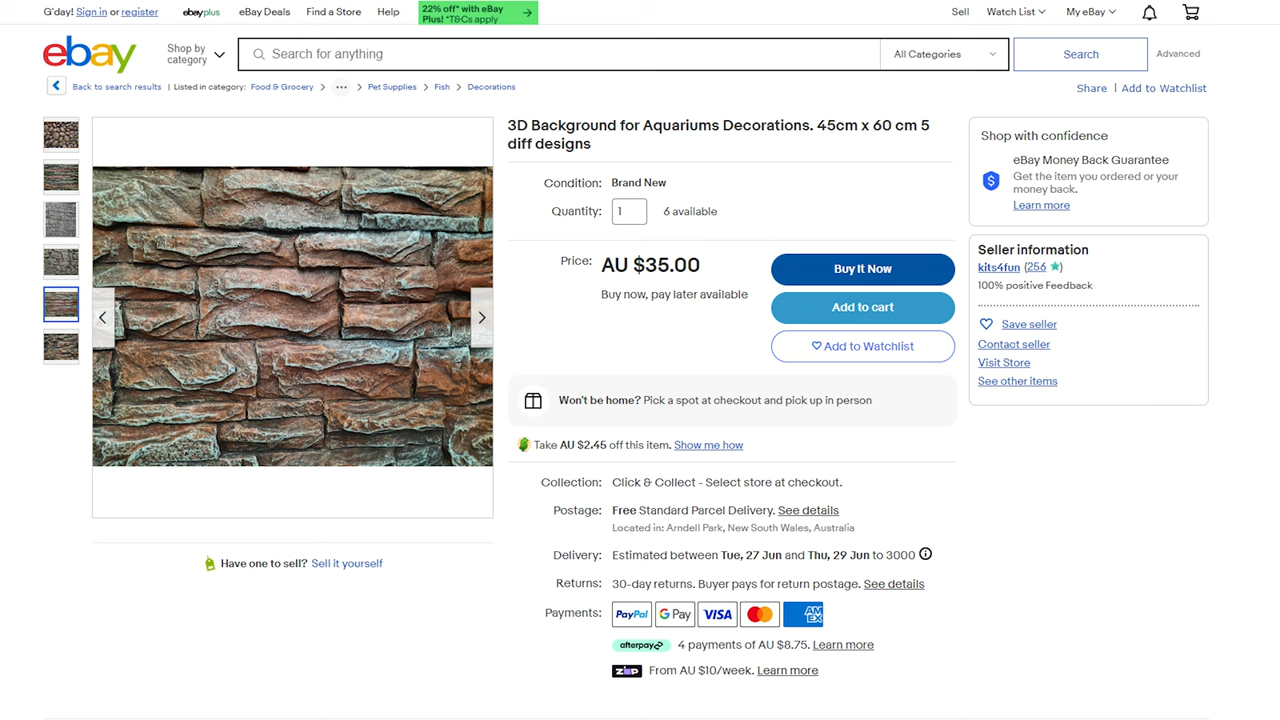 G'day! Sign in or register
ebayplus
eBay Deals
Find a Store
Help
22% off* with eBay
Plus! *T&Cs apply
Sell
Watch List
My eBay
ebay
Shop by
category
Search for anything
All Categories
Search
Advanced
Back to search results | Listed in category: Food & Grocery > ••• > Pet Supplies > Fish > Decorations
Share | Add to Watchlist
3D Background for Aquariums Decorations. 45cm x 60 cm 5
diff designs
Condition: Brand New
Quantity: 1 6 available
Price: AU $35.00
Buy now, pay later available
Buy It Now
Add to cart
Add to Watchlist
Won't be home? Pick a spot at checkout and pick up in person
Take AU $2.45 off this item. Show me how
Collection: Click & Collect - Select store at checkout.
Postage: Free Standard Parcel Delivery. See details
Located in: Arndell Park, New South Wales, Australia
Delivery: Estimated between Tue, 27 Jun and Thu, 29 Jun to 3000
Returns: 30-day returns. Buyer pays for return postage. See details
Payments: PayPal G Pay VISA AM EX
afterpay 4 payments of AU $8.75. Learn more
zip From AU $10/week. Learn more
Have one to sell? Sell it yourself
Shop with confidence
eBay Money Back Guarantee
Get the item you ordered or your
money back.
Learn more
Seller information
kits4fun (256 ★)
100% positive Feedback
Save seller
Contact seller
Visit Store
See other items